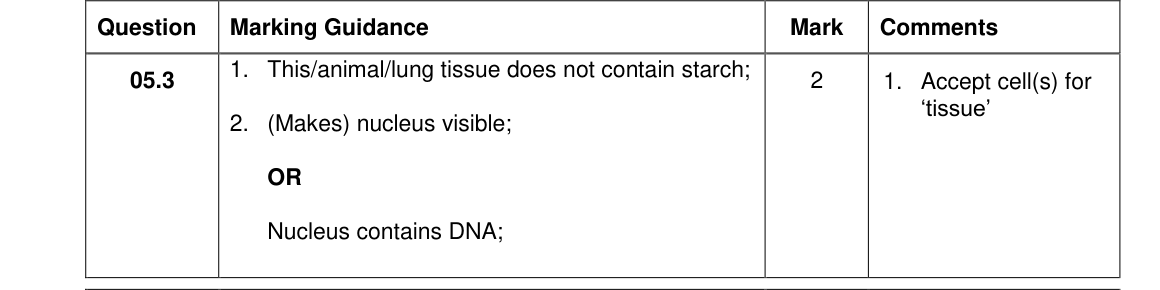 Question Marking Guidance Mark Comments
05.3 1. This/animal/lung tissue does not contain starch; 2 1. Accept cell(s) for
‘tissue’
2. (Makes) nucleus visible;
OR
Nucleus contains DNA;